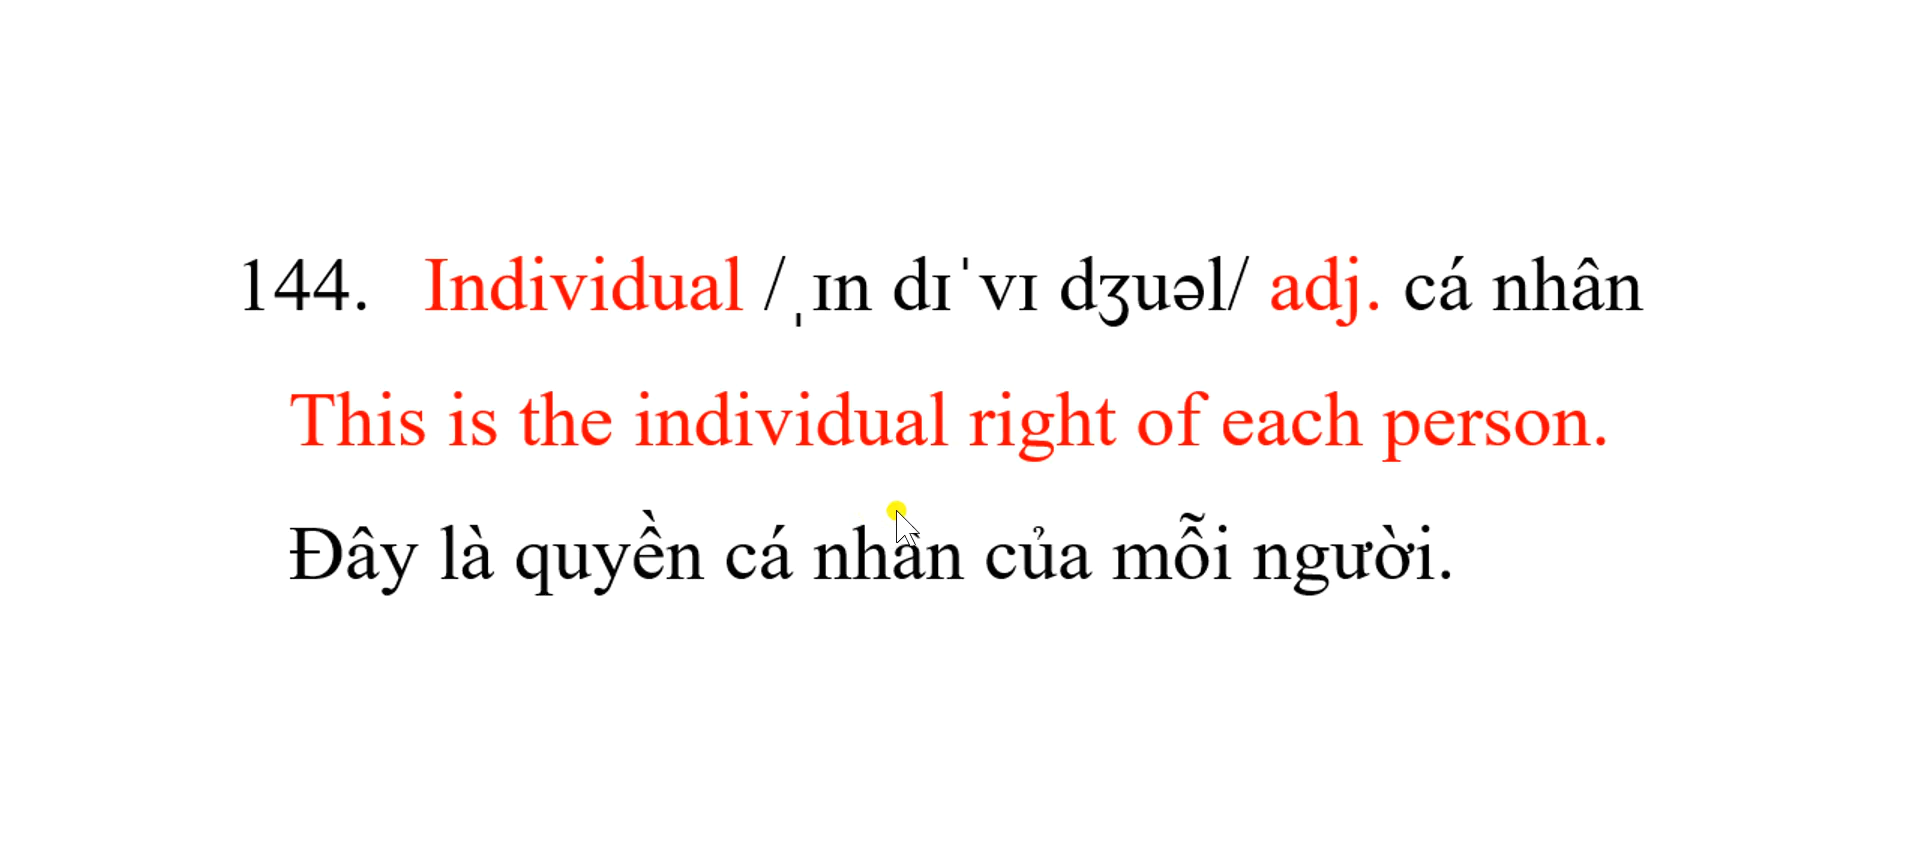 144. Individual /ˌɪn dɪˈvɪ dʒuəl/ adj. cá nhân
This is the individual right of each person.
Đây là quyền cá nhân của mỗi người.